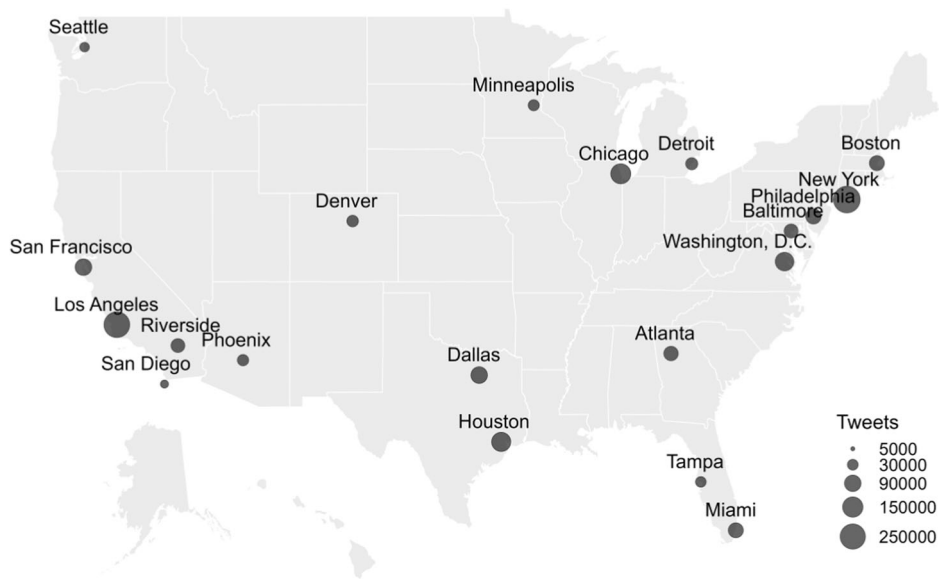 Seattle
Minneapolis
Chicago
Detroit
Boston
New York
Philadelphia
Baltimore
Denver
Washington, D.C.
San Francisco
Los Angeles
Riverside
Phoenix
Atlanta
San Diego
Dallas
Houston
Tampa
Miami
Tweets
5000
30000
90000
150000
250000